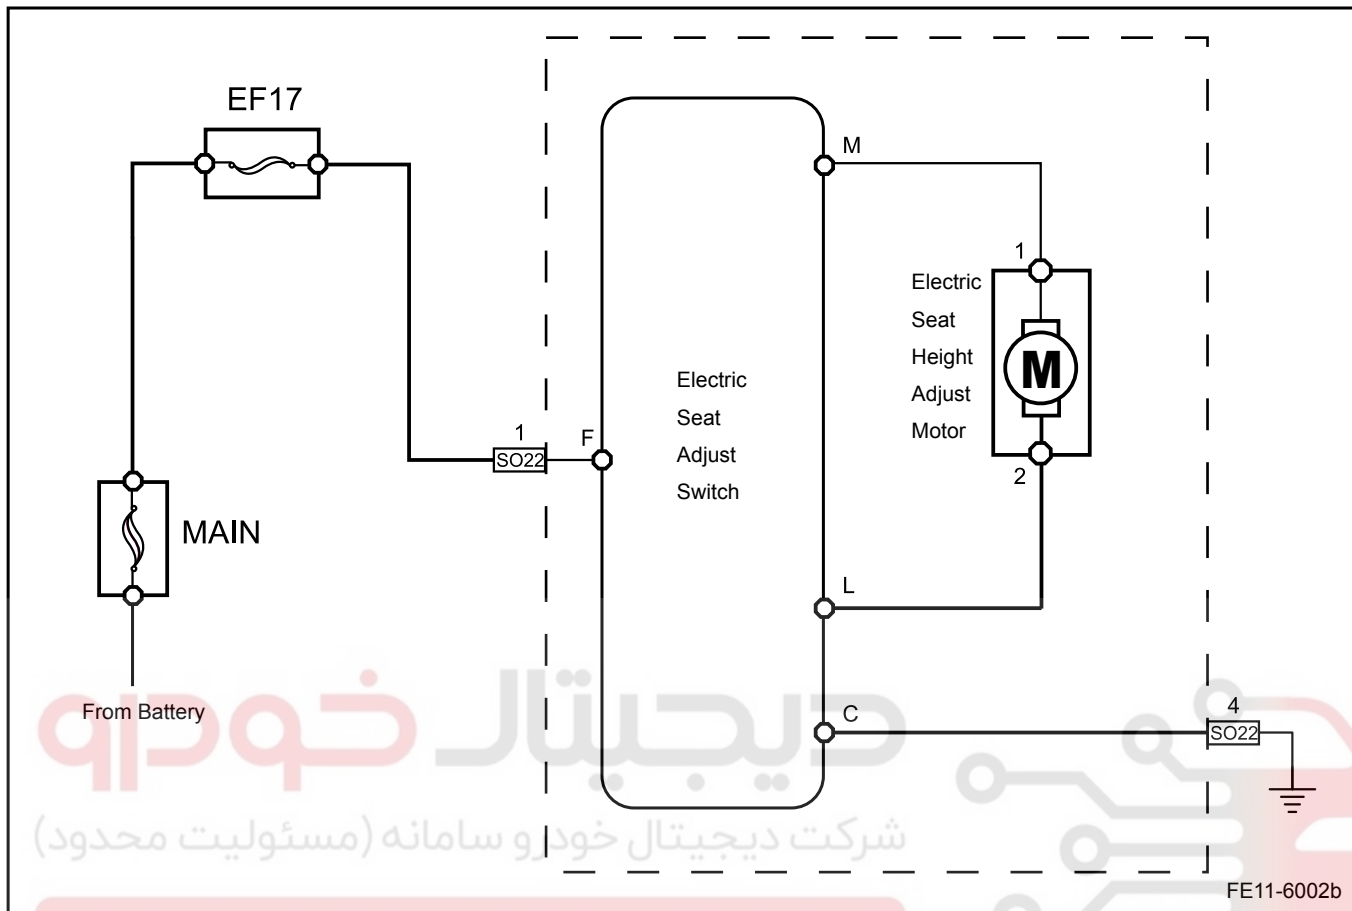 EF17
M
1
Electric
Seat
Height
Adjust
Motor
M
Electric
Seat
Adjust
Switch
1
SO22
F
2
MAIN
L
From Battery
C
4
SO22
دیجیتال خودرو
شرکت دیجیتال خودرو سامانه (مسئولیت محدود)
FE11-6002b